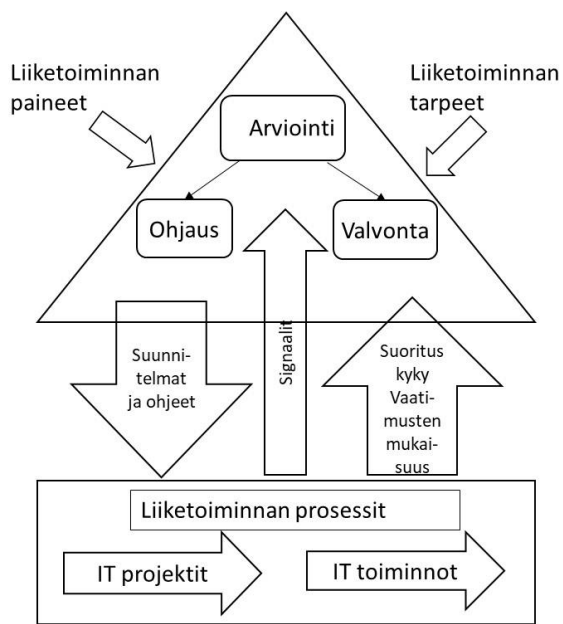 Liiketoiminnan
paineet
Liiketoiminnan
tarpeet
Arviointi
Ohjaus
Valvonta
Suunni-
telmat
ja ohjeet
Signaalit
Suoritus
kyky
Vaati-
musten
mukai-
suus
Liiketoiminnan prosessit
IT projektit
IT toiminnot